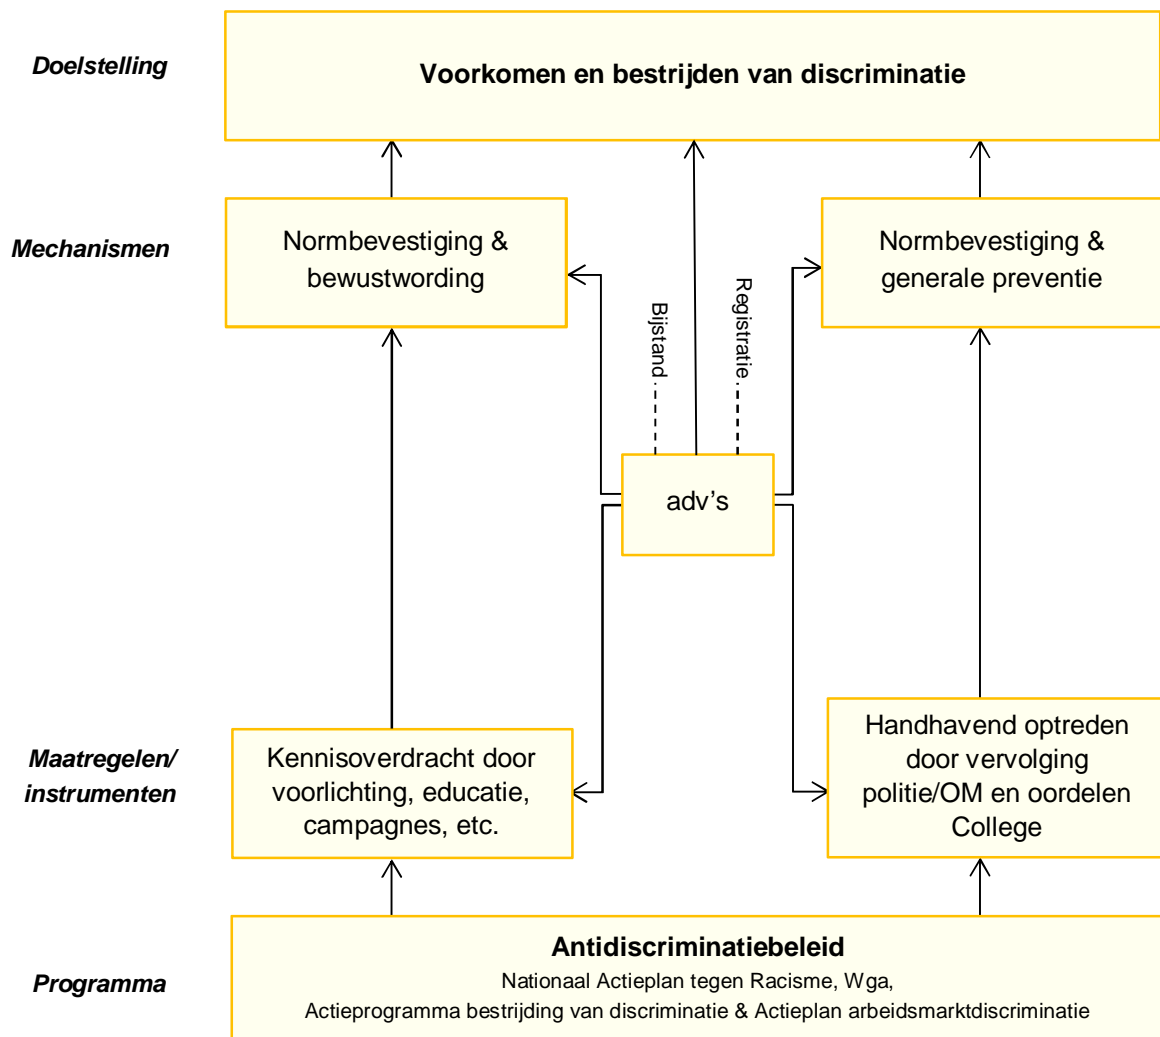 Doelstelling
Voorkomen en bestrijden van discriminatie
Mechanismen
Normbevestiging &
bewustwording
Normbevestiging &
generale preventie
Bijstand
Registratie
adv's
Maatregelen/
instrumenten
Kennisoverdracht door
voorlichting, educatie,
campagnes, etc.
Handhavend optreden
door vervolging
politie/OM en oordelen
College
Programma
Antidiscriminatiebeleid
Nationaal Actieplan tegen Racisme, Wga,
Actieprogramma bestrijding van discriminatie & Actieplan arbeidsmarktdiscriminatie